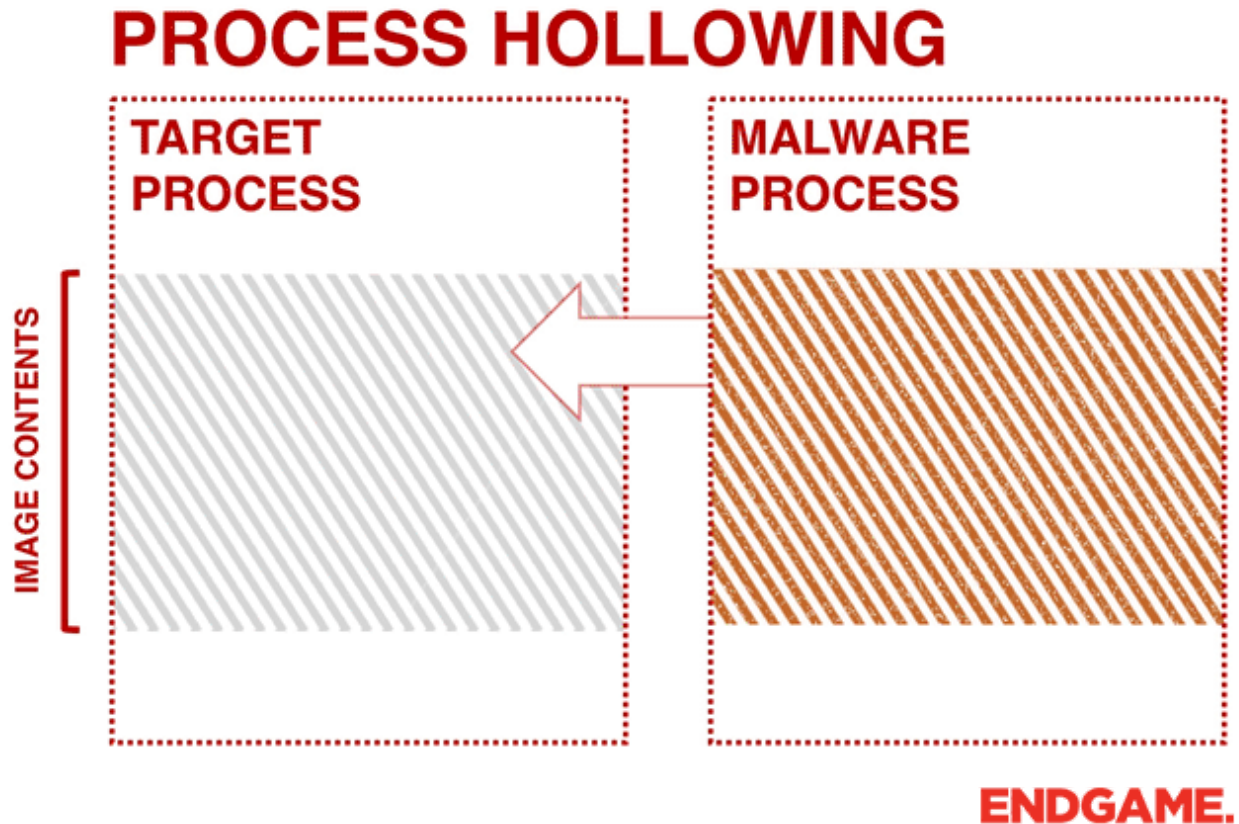 PROCESS HOLLOWING
TARGET
PROCESS
MALWARE
PROCESS
IMAGE CONTENTS
ENDGAME.